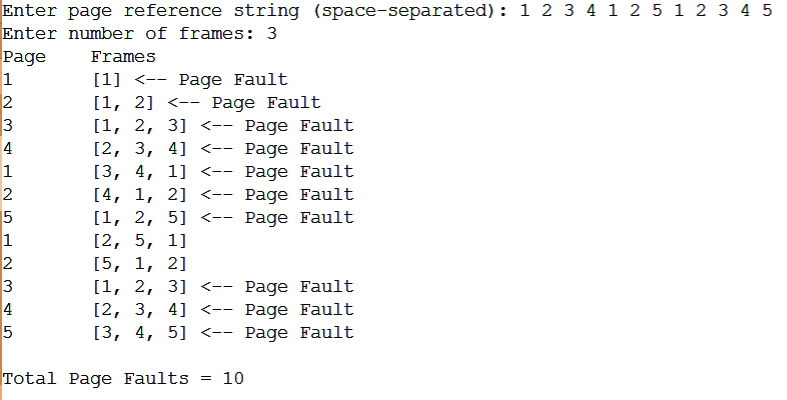 Enter page reference string (space-separated): 1 2 3 4 1 2 5 1 2 3 4 5
Enter number of frames: 3
Page    Frames
1       [1] <-- Page Fault
2       [1, 2] <-- Page Fault
3       [1, 2, 3] <-- Page Fault
4       [2, 3, 4] <-- Page Fault
1       [3, 4, 1] <-- Page Fault
2       [4, 1, 2] <-- Page Fault
5       [1, 2, 5] <-- Page Fault
1       [2, 5, 1]
2       [5, 1, 2]
3       [1, 2, 3] <-- Page Fault
4       [2, 3, 4] <-- Page Fault
5       [3, 4, 5] <-- Page Fault
Total Page Faults = 10